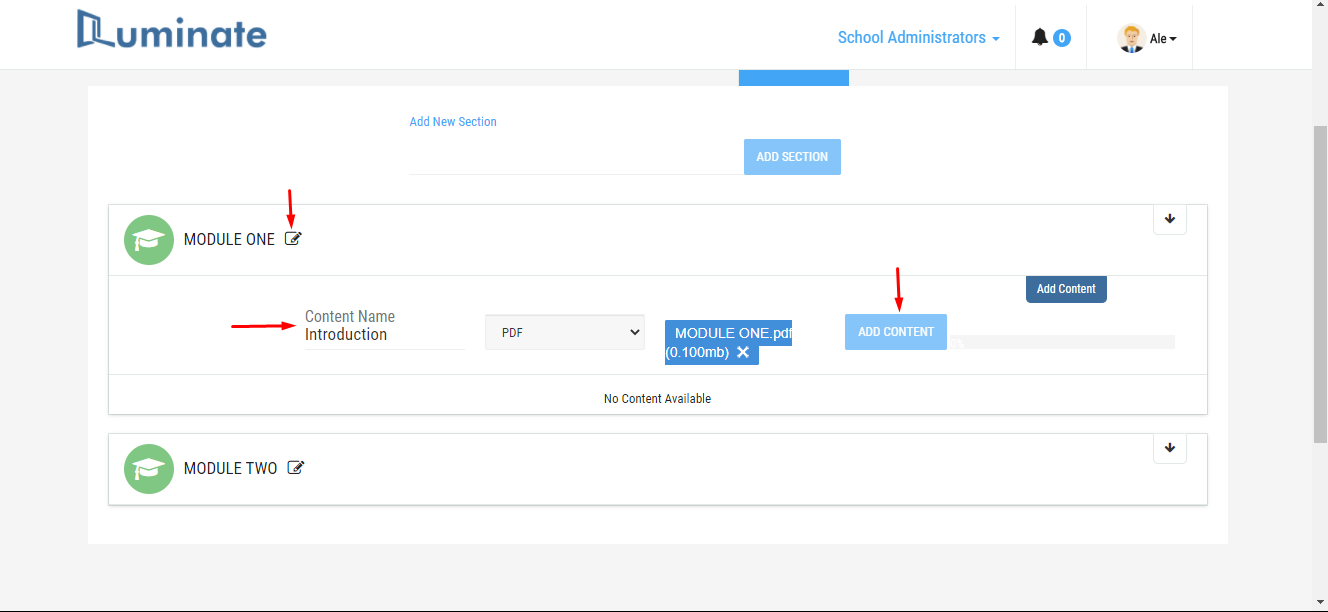 Luminate
School Administrators
0
Ale
Add New Section
ADD SECTION
MODULE ONE
Add Content
Content Name
Introduction
PDF
MODULE ONE.pdf
(0.100mb)
ADD CONTENT
0%
No Content Available
MODULE TWO